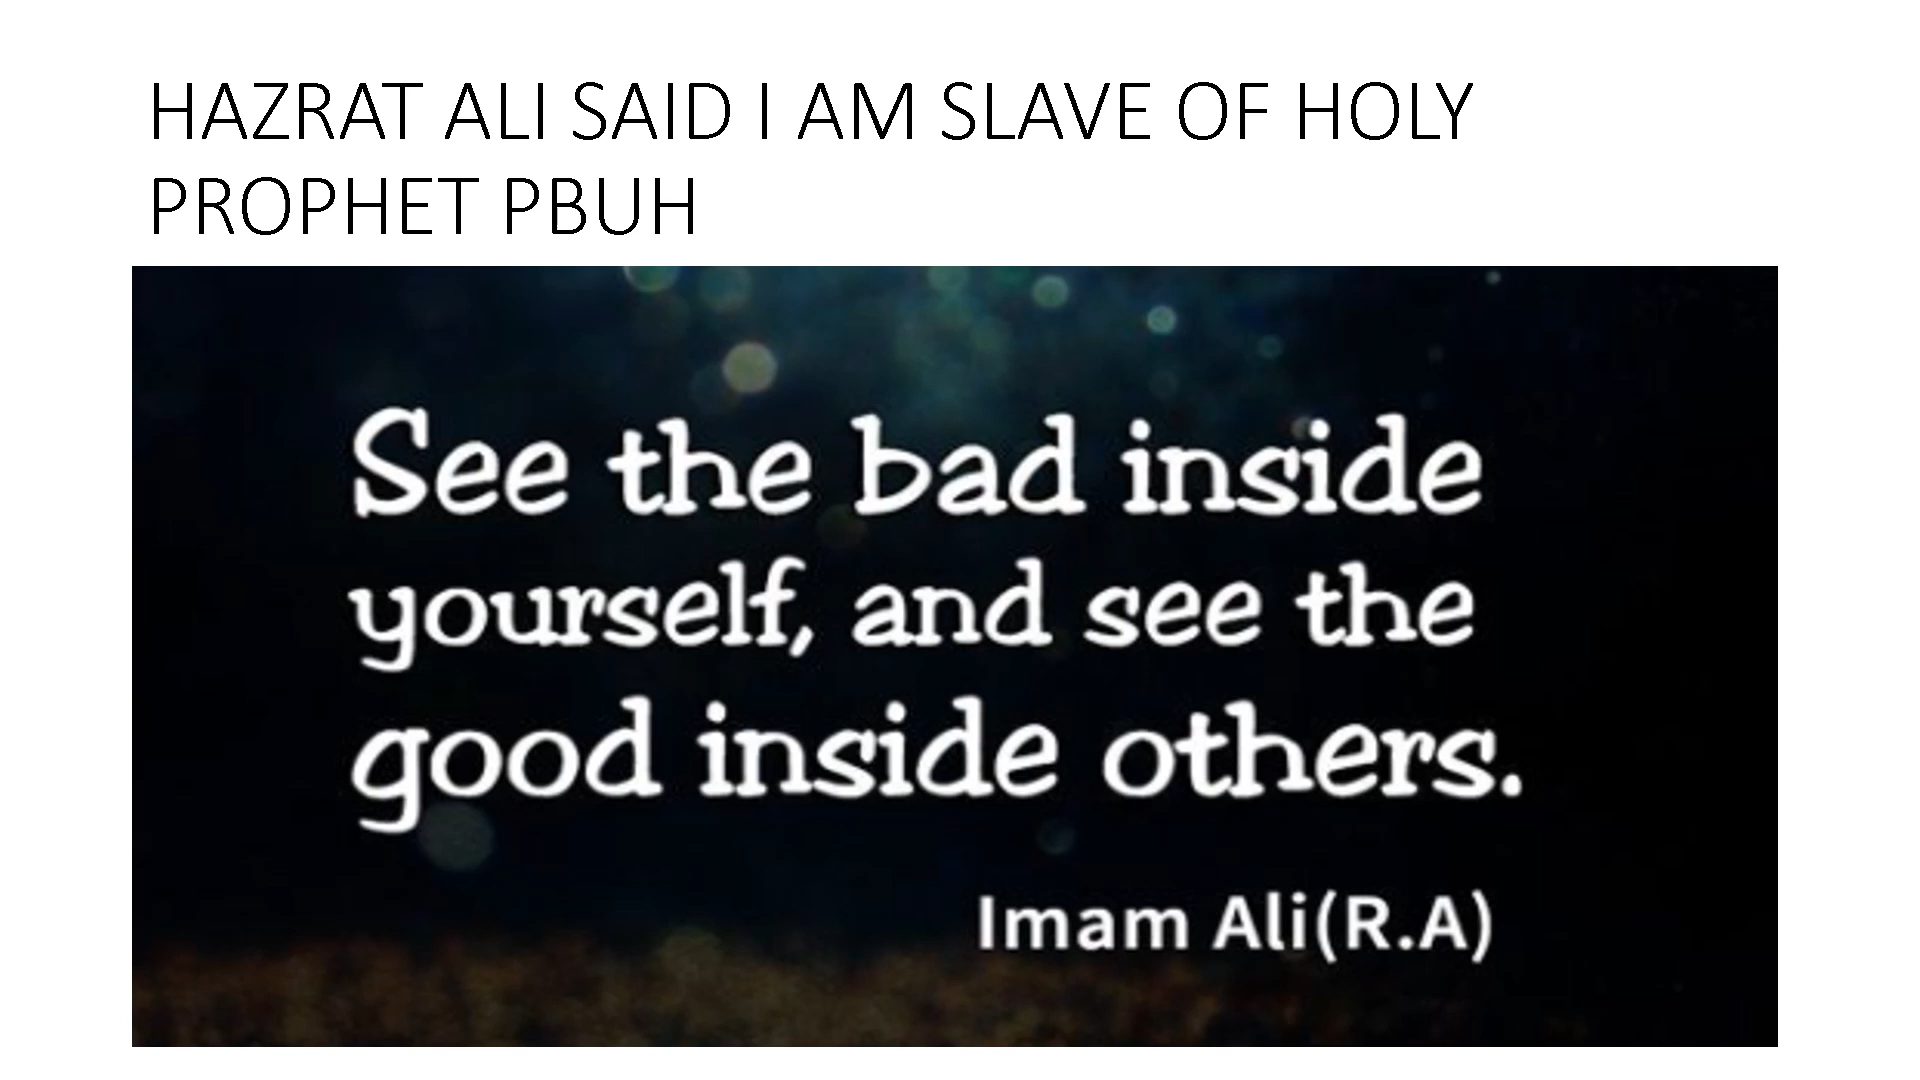 HAZRAT ALI SAID I AM SLAVE OF HOLY
PROPHET PBUH
See the bad inside
yourself, and see the
good inside others.
Imam Ali(R.A)